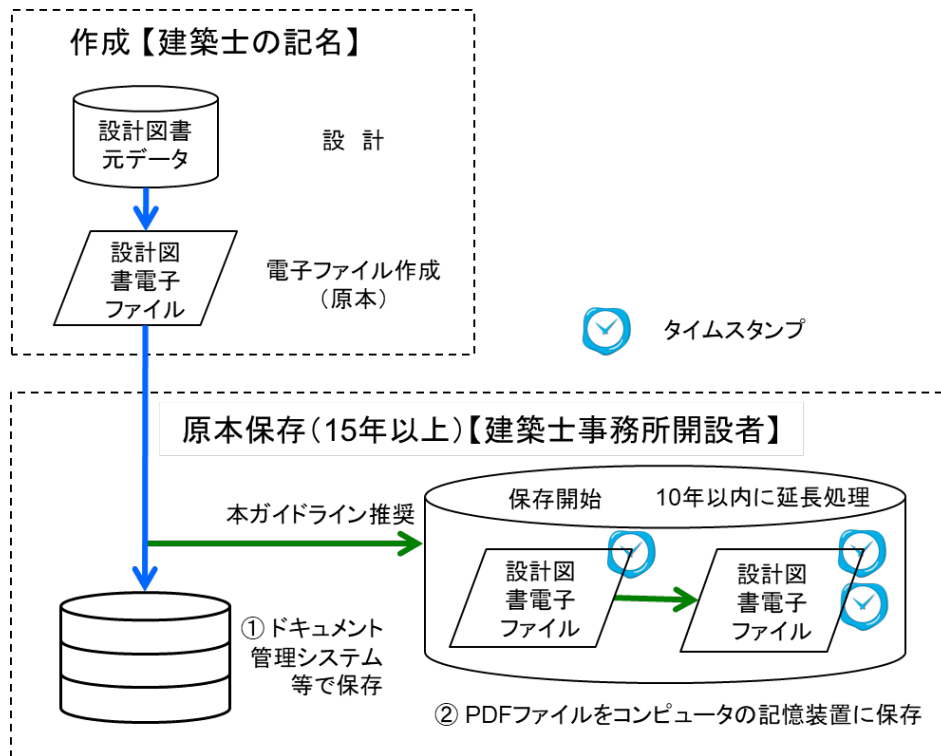 作成【建築士の記名】
設計図書
元データ
設 計
設計図
書電子
ファイル
電子ファイル作成
(原本)
タイムスタンプ
原本保存(15年以上)【建築士事務所開設者】
本ガイドライン推奨
保存開始
10年以内に延長処理
設計図
書電子
ファイル
設計図
書電子
ファイル
① ドキュメント
管理システム
等で保存
② PDFファイルをコンピュータの記憶装置に保存